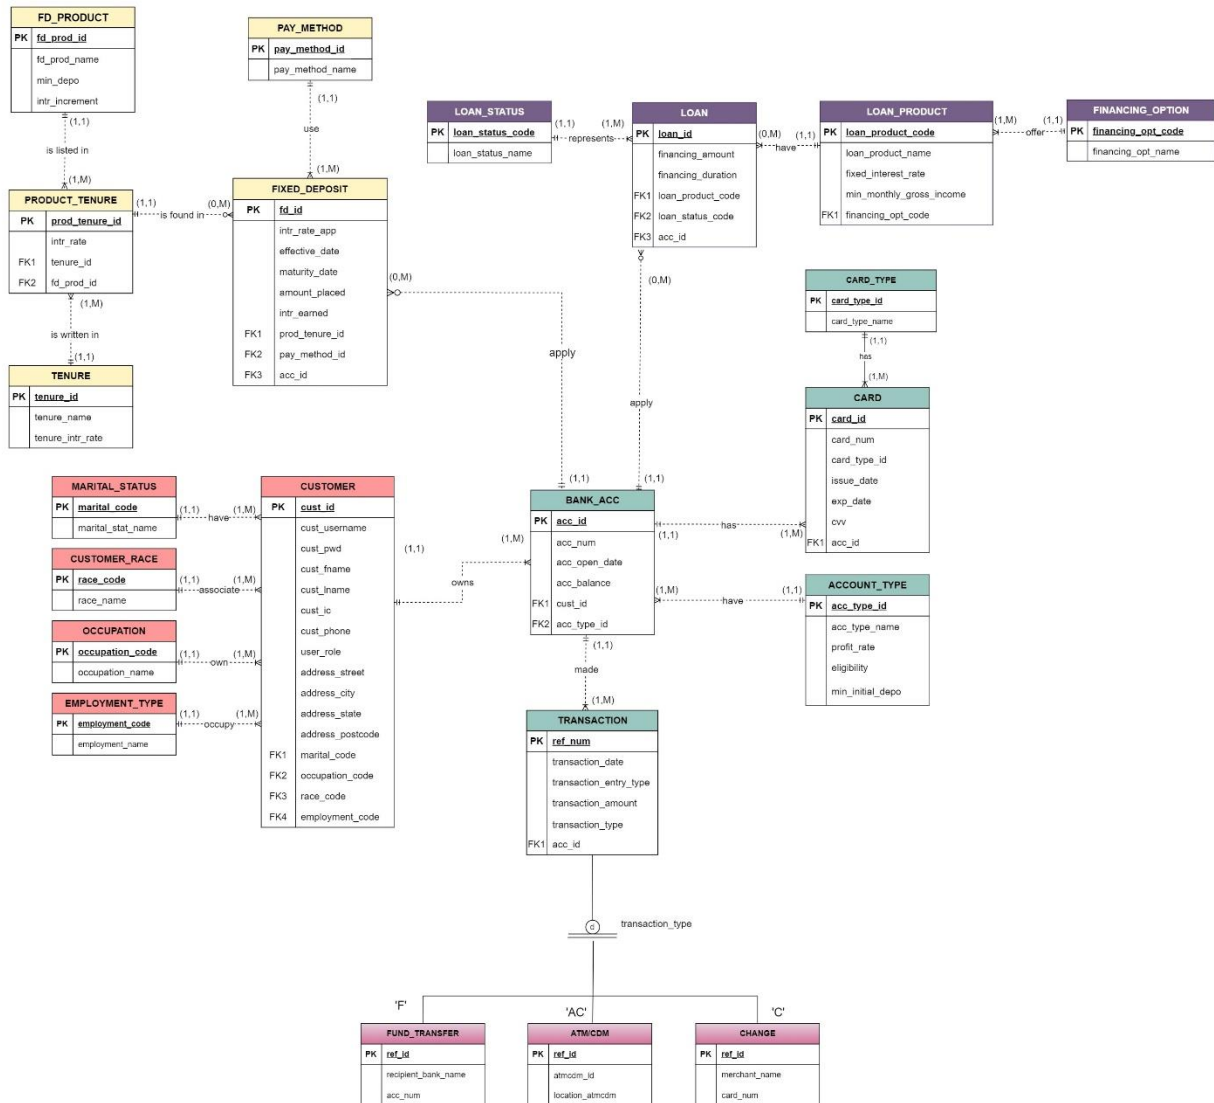 FD_PRODUCT
PK fd_prod_id
fd_prod_name
min_depo
intr_increment
(1,1)
is listed in
(1,M)
PRODUCT_TENURE
PK prod_tenure_id
intr_rate
FK1 tenure_id
FK2 fd_prod_id
(1,M)
is written in
(1,1)
TENURE
PK tenure_id
tenure_name
tenure_intr_rate
PAY_METHOD
PK pay_method_id
pay_method_name
(1,1)
use
(1,M)
(1,1) is found in (0,M)
FIXED_DEPOSIT
PK fd_id
intr_rate_app
effective_date
maturity_date
amount_placed
intr_earned
FK1 prod_tenure_id
FK2 pay_method_id
FK3 acc_id
(0,M)
apply
(1,1)
LOAN_STATUS
PK loan_status_code
loan_status_name
(1,1) represents (1,M)
LOAN
PK loan_id
financing_amount
financing_duration
FK1 loan_product_code
FK2 loan_status_code
FK3 acc_id
(0,M) have (1,1)
LOAN_PRODUCT
PK loan_product_code
loan_product_name
fixed_interest_rate
min_monthly_gross_income
FK1 financing_opt_code
(1,M) offer (1,1)
FINANCING_OPTION
PK financing_opt_code
financing_opt_name
(0,M)
apply
(1,1)
CARD_TYPE
PK card_type_id
card_type_name
(1,1)
has
(1,M)
CARD
PK card_id
card_num
card_type_id
issue_date
exp_date
cvv
FK1 acc_id
MARITAL_STATUS
PK marital_code
marital_stat_name
(1,1) have (1,M)
CUSTOMER_RACE
PK race_code
race_name
(1,1) associate (1,M)
OCCUPATION
PK occupation_code
occupation_name
(1,1) own (1,M)
EMPLOYMENT_TYPE
PK employment_code
employment_name
(1,1) occupy (1,M)
CUSTOMER
PK cust_id
cust_username
cust_pwd
cust_fname
cust_lname
cust_ic
cust_phone
user_role
address_street
address_city
address_state
address_postcode
FK1 marital_code
FK2 occupation_code
FK3 race_code
FK4 employment_code
(1,1)
owns
(1,M)
BANK_ACC
PK acc_id
acc_num
acc_open_date
acc_balance
FK1 cust_id
FK2 acc_type_id
(1,1) has (1,M)
(1,M) have (1,1)
ACCOUNT_TYPE
PK acc_type_id
acc_type_name
profit_rate
eligibility
min_initial_depo
(1,1)
made
(1,M)
TRANSACTION
PK ref_num
transaction_date
transaction_entry_type
transaction_amount
transaction_type
FK1 acc_id
d
transaction_type
'F'
'AC'
'C'
FUND_TRANSFER
PK ref_id
recipient_bank_name
acc_num
ATM/CDM
PK ref_id
atmcdm_id
location_atmcdm
CHANGE
PK ref_id
merchant_name
card_num